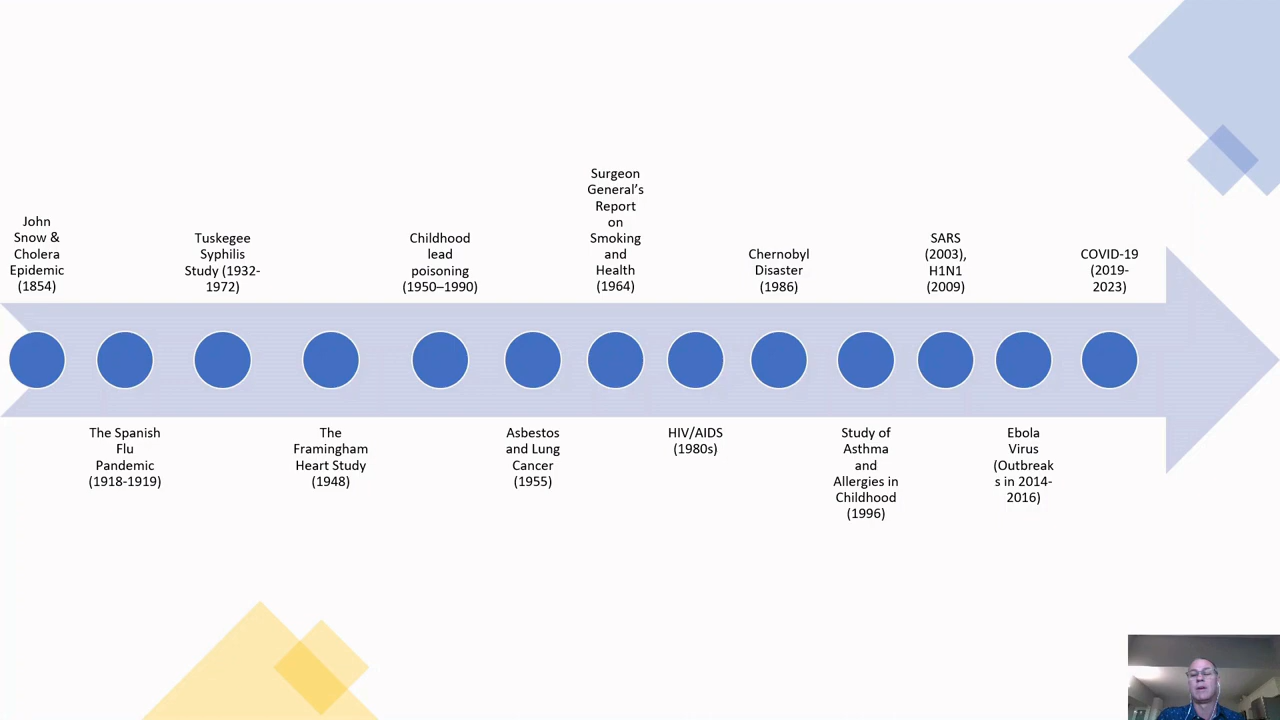 John
Snow &
Cholera
Epidemic
(1854)
The Spanish
Flu
Pandemic
(1918-1919)
Tuskegee
Syphilis
Study (1932-
1972)
The
Framingham
Heart Study
(1948)
Childhood
lead
poisoning
(1950–1990)
Asbestos
and Lung
Cancer
(1955)
Surgeon
General’s
Report
on
Smoking
and
Health
(1964)
HIV/AIDS
(1980s)
Chernobyl
Disaster
(1986)
Study of
Asthma
and
Allergies in
Childhood
(1996)
SARS
(2003),
H1N1
(2009)
Ebola
Virus
(Outbreak
s in 2014-
2016)
COVID-19
(2019-
2023)